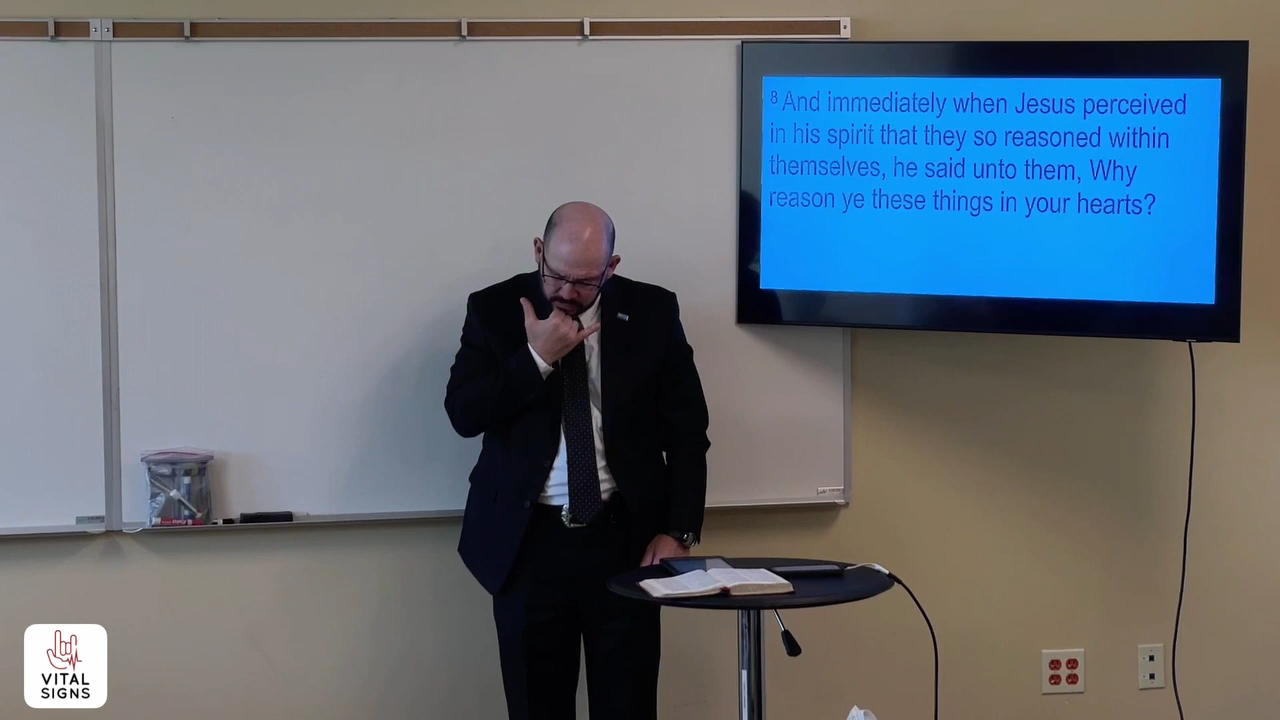 8 And immediately when Jesus perceived
in his spirit that they so reasoned within
themselves, he said unto them, Why
reason ye these things in your hearts?
VITAL
SIGNS